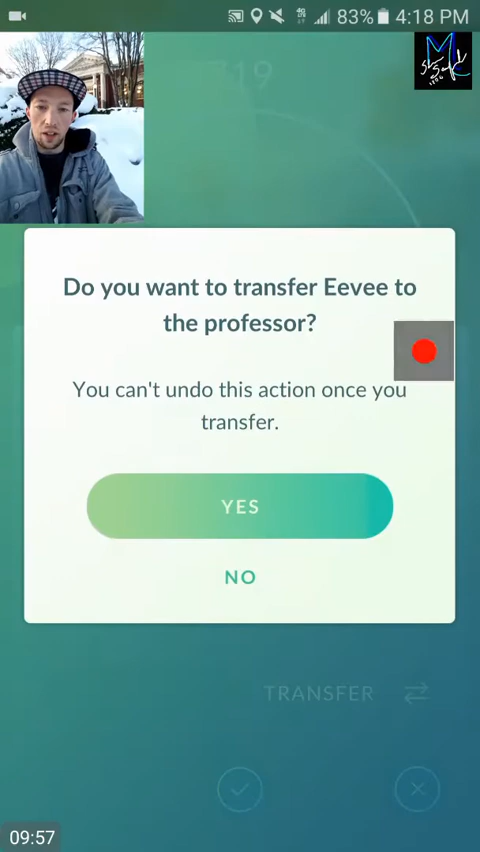 83% 4:18 PM
719
Do you want to transfer Eevee to
the professor?
You can't undo this action once you
transfer.
YES
NO
TRANSFER
09:57